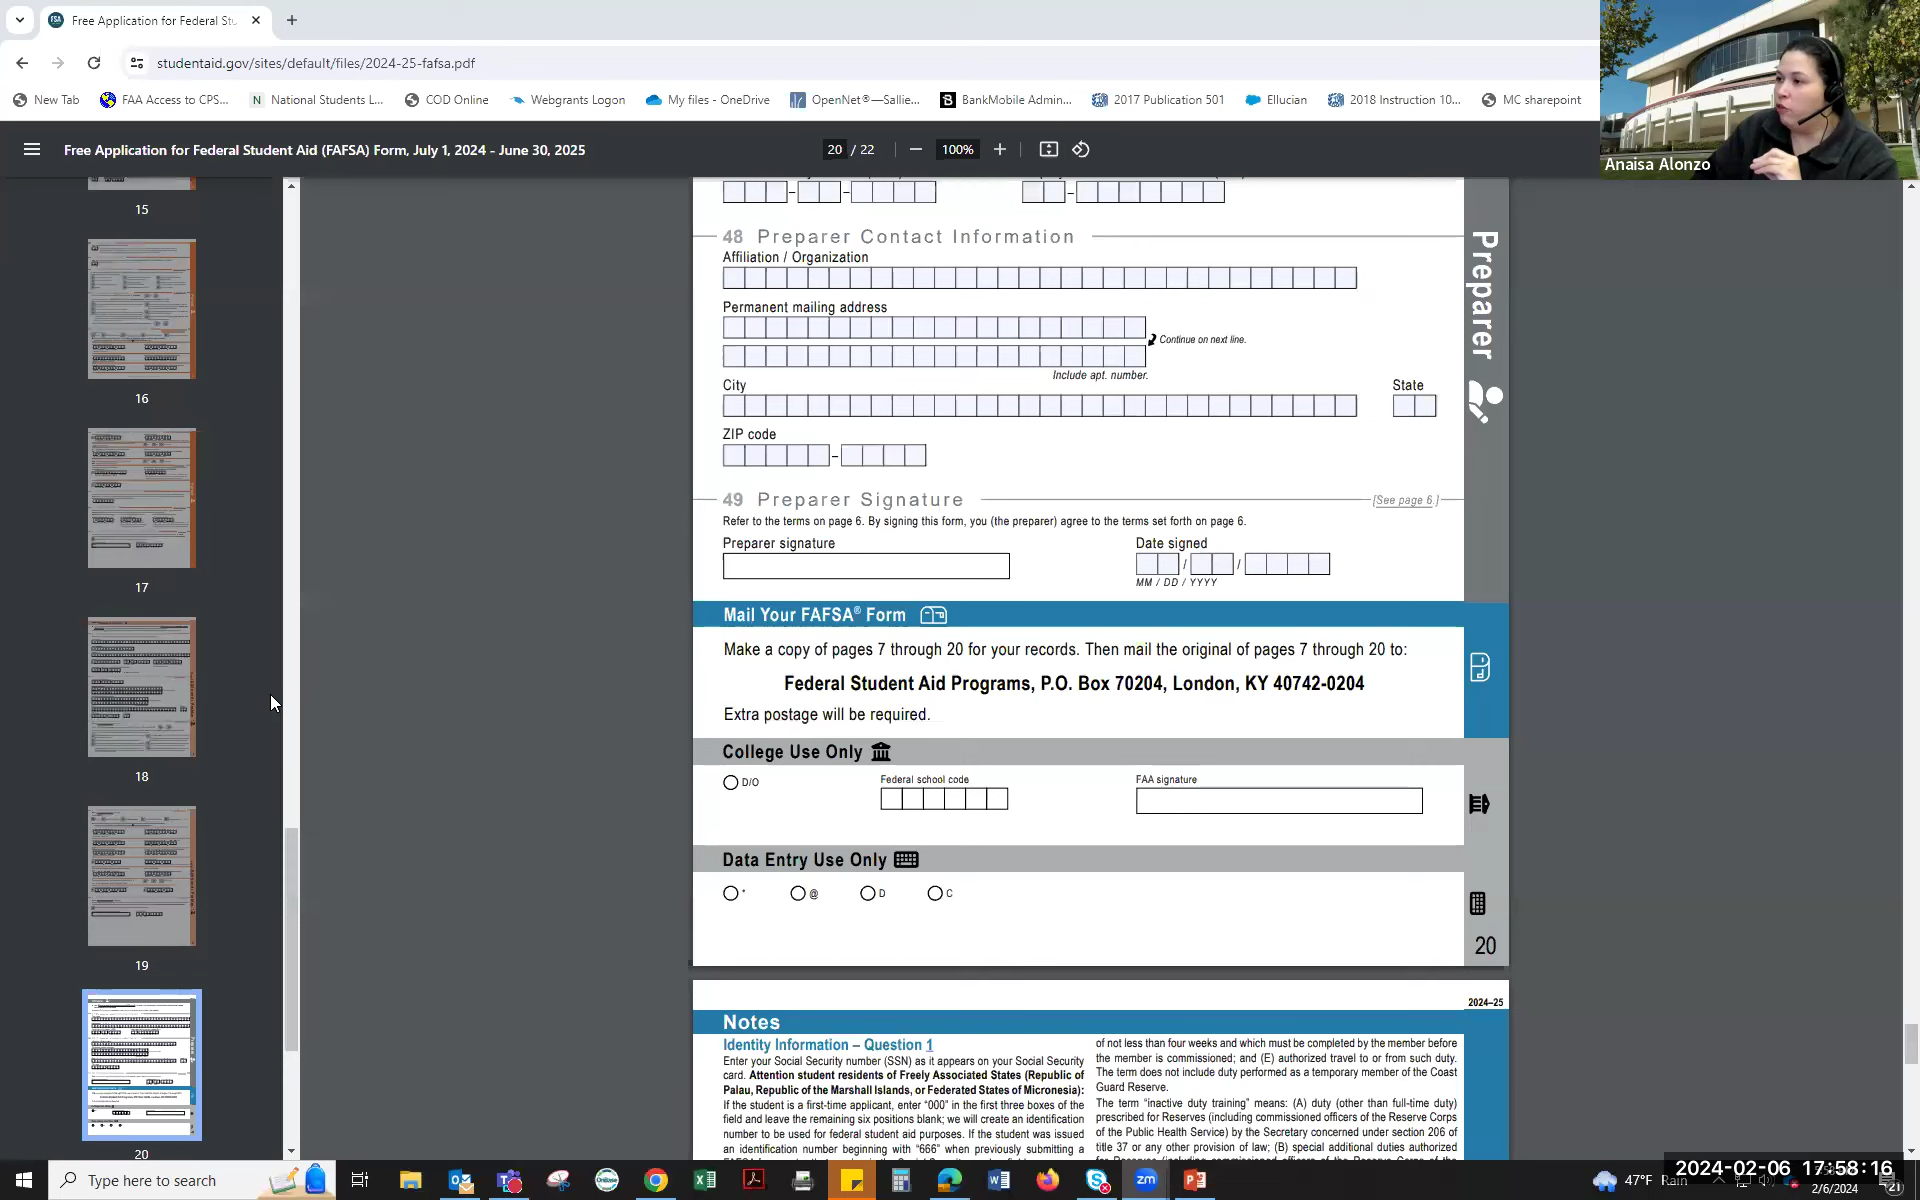 Free Application for Federal Stu
studentaid.gov/sites/default/files/2024-25-fafsa.pdf
New Tab
FAA Access to CPS...
National Students L...
COD Online
Webgrants Logon
My files - OneDrive
OpenNet®—Sallie...
BankMobile Admin...
2017 Publication 501
Ellucian
2018 Instruction 10...
MC sharepoint
Anaisa Alonzo
Free Application for Federal Student Aid (FAFSA) Form, July 1, 2024 - June 30, 2025
20 / 22
100%
15
16
17
18
19
20
48 Preparer Contact Information
Affiliation / Organization
Permanent mailing address
Continue on next line.
Include apt. number.
City
State
ZIP code
Preparer
49 Preparer Signature
[See page 6.]
Refer to the terms on page 6. By signing this form, you (the preparer) agree to the terms set forth on page 6.
Preparer signature
Date signed
MM / DD / YYYY
Mail Your FAFSA® Form
Make a copy of pages 7 through 20 for your records. Then mail the original of pages 7 through 20 to:
Federal Student Aid Programs, P.O. Box 70204, London, KY 40742-0204
Extra postage will be required.
College Use Only
D/O
Federal school code
FAA signature
Data Entry Use Only
*
@
D
C
20
2024–25
Notes
Identity Information – Question 1
Enter your Social Security number (SSN) as it appears on your Social Security
card. Attention student residents of Freely Associated States (Republic of
Palau, Republic of the Marshall Islands, or Federated States of Micronesia):
If the student is a first-time applicant, enter “000” in the first three boxes of the
field and leave the remaining six positions blank; we will create an identification
number to be used for federal student aid purposes. If the student was issued
an identification number beginning with “666” when previously submitting a
of not less than four weeks and which must be completed by the member before
the member is commissioned; and (E) authorized travel to or from such duty.
The term does not include duty performed as a temporary member of the Coast
Guard Reserve.
The term “inactive duty training” means: (A) duty (other than full-time duty)
prescribed for Reserves (including commissioned officers of the Reserve Corps
of the Public Health Service) by the Secretary concerned under section 206 of
title 37 or any other provision of law; (B) special additional duties authorized
Type here to search
47°F Rain
2024-02-06 17:58:16
2/6/2024
21